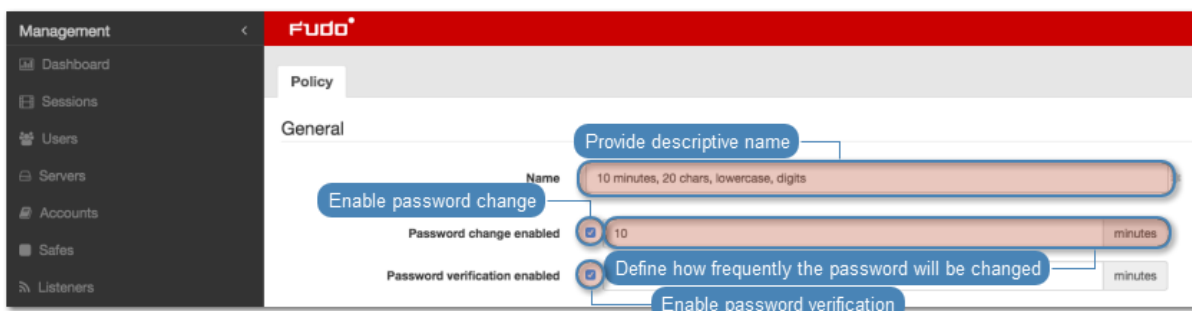 Management <
FUDO
Dashboard
Policy
Sessions
General
Users
Provide descriptive name
Servers
Name 10 minutes, 20 chars, lowercase, digits
Enable password change
Accounts
Password change enabled 10 minutes
Safes
Define how frequently the password will be changed
Password verification enabled minutes
Listeners
Enable password verification